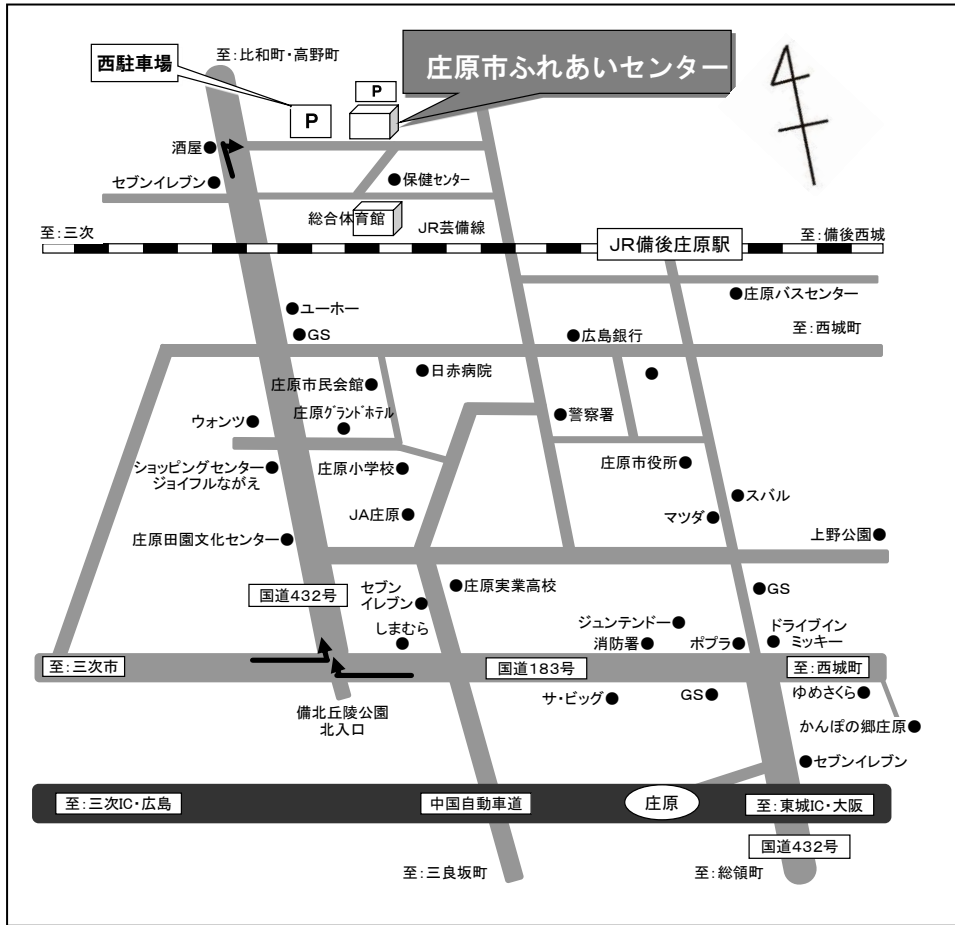 至:比和町・高野町
西駐車場
庄原市ふれあいセンター
P
P
酒屋
セブンイレブン
保健センター
総合体育館
JR芸備線
至:三次
JR備後庄原駅
至:備後西城
庄原バスセンター
ユーホー
GS
広島銀行
至:西城町
日赤病院
庄原市民会館
庄原グランドホテル
ウォンツ
警察署
ショッピングセンター
ジョイフルながえ
庄原小学校
庄原市役所
スバル
JA庄原
マツダ
上野公園
庄原田園文化センター
国道432号
セブン
イレブン
庄原実業高校
GS
しまむら
ジュンテンドー
消防署
ポプラ
ドライブイン
ミッキー
至:三次市
国道183号
至:西城町
備北丘陵公園
北入口
サ・ビッグ
GS
ゆめさくら
かんぽの郷庄原
セブンイレブン
至:三次IC・広島
中国自動車道
庄原
至:東城IC・大阪
国道432号
至:三良坂町
至:総領町